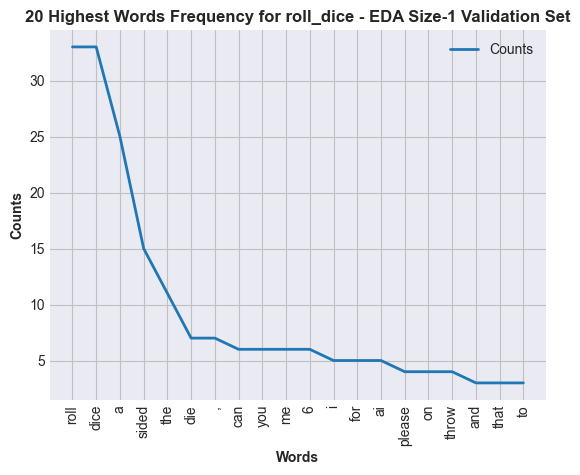 20 Highest Words Frequency for roll_dice - EDA Size-1 Validation Set
Counts
Counts
30
25
20
15
10
5
roll
dice
a
sided
the
die
,
can
you
me
6
i
for
ai
please
on
throw
and
that
to
Words